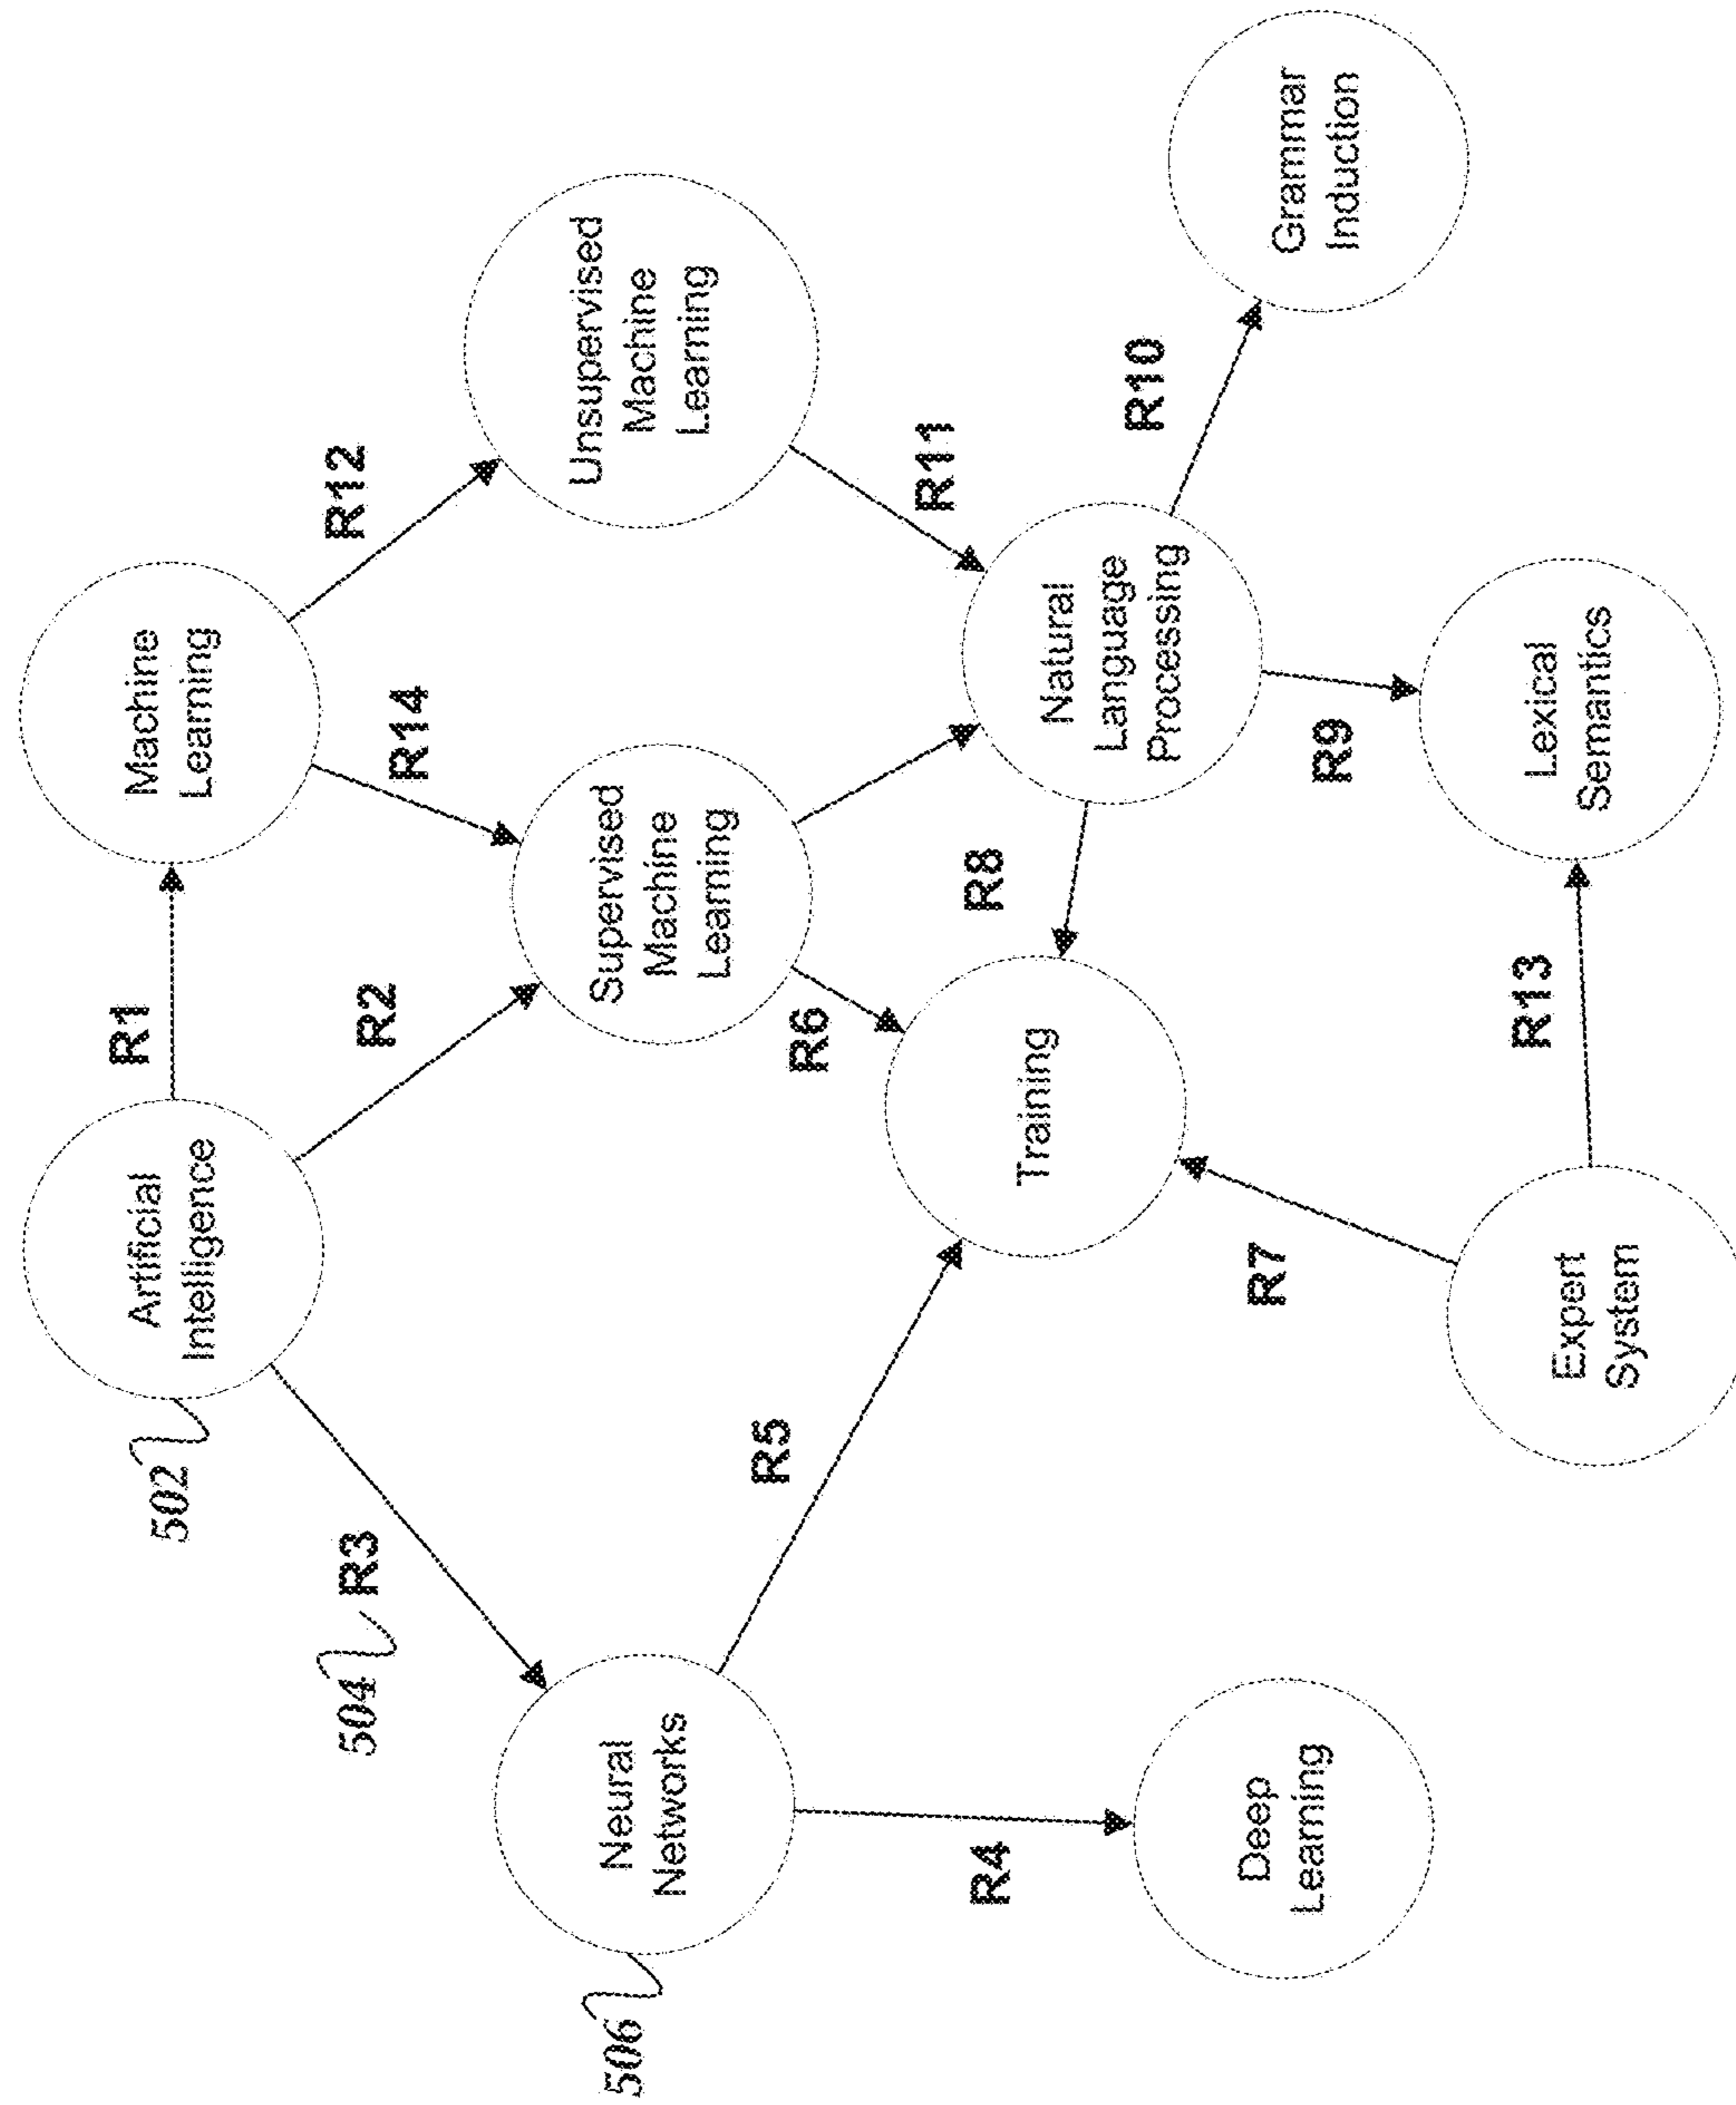 502
Artificial
Intelligence
R1
Machine
Learning
504
R3
R2
R14
R12
506
Neural
Networks
Supervised
Machine
Learning
Unsupervised
Machine
Learning
R5
R6
R11
R4
Training
R8
Natural
Language
Processing
R10
Deep
Learning
R7
R9
Grammar
Induction
Expert
System
R13
Lexical
Semantics